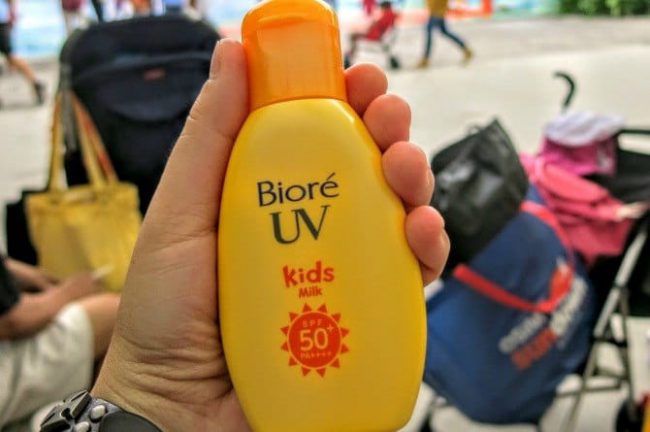 Bioré
UV
kids
Milk
SPF
50+
PA++++